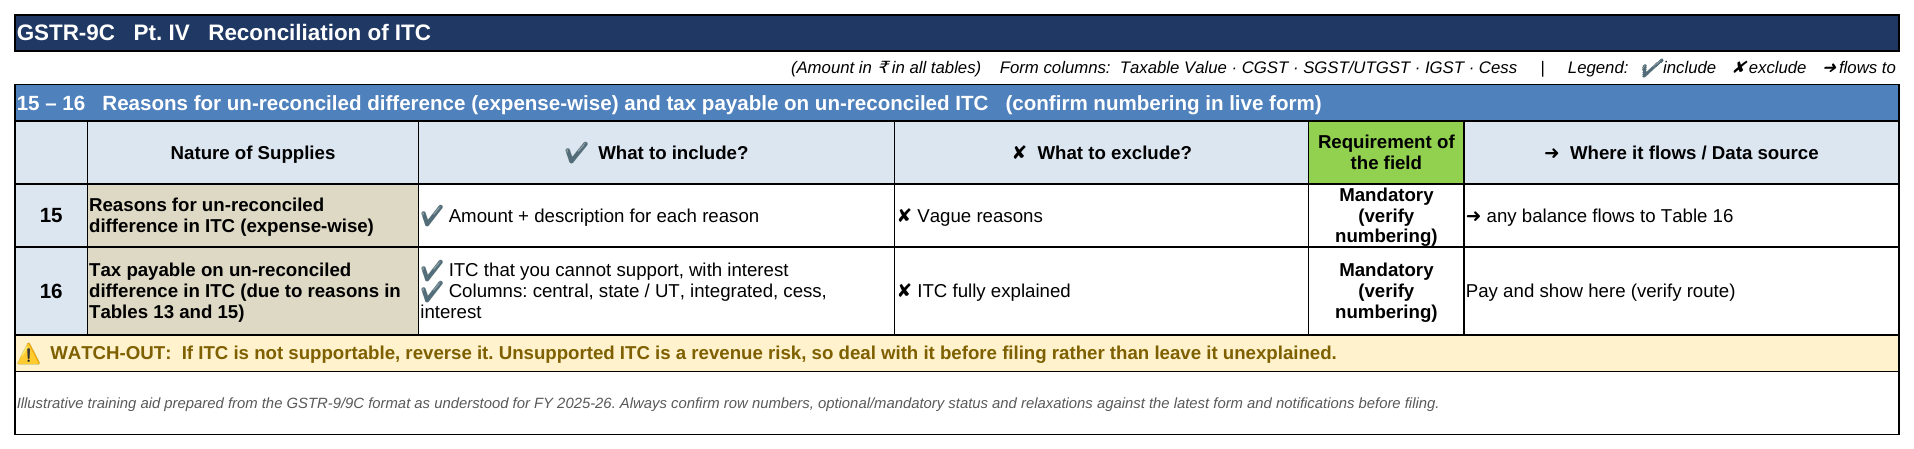 GSTR-9C   Pt. IV   Reconciliation of ITC
(Amount in ₹ in all tables)   Form columns:  Taxable Value · CGST · SGST/UTGST · IGST · Cess   |   Legend:  ✔ include   ✘ exclude   ➜ flows to
15 – 16   Reasons for un-reconciled difference (expense-wise) and tax payable on un-reconciled ITC   (confirm numbering in live form)
Nature of Supplies
✔ What to include?
✘ What to exclude?
Requirement of
the field
➜ Where it flows / Data source
15
Reasons for un-reconciled
difference in ITC (expense-wise)
✔ Amount + description for each reason
✘ Vague reasons
Mandatory
(verify
numbering)
➜ any balance flows to Table 16
16
Tax payable on un-reconciled
difference in ITC (due to reasons in
Tables 13 and 15)
✔ ITC that you cannot support, with interest
✔ Columns: central, state / UT, integrated, cess,
interest
✘ ITC fully explained
Mandatory
(verify
numbering)
Pay and show here (verify route)
⚠ WATCH-OUT:  If ITC is not supportable, reverse it. Unsupported ITC is a revenue risk, so deal with it before filing rather than leave it unexplained.
Illustrative training aid prepared from the GSTR-9/9C format as understood for FY 2025-26. Always confirm row numbers, optional/mandatory status and relaxations against the latest form and notifications before filing.